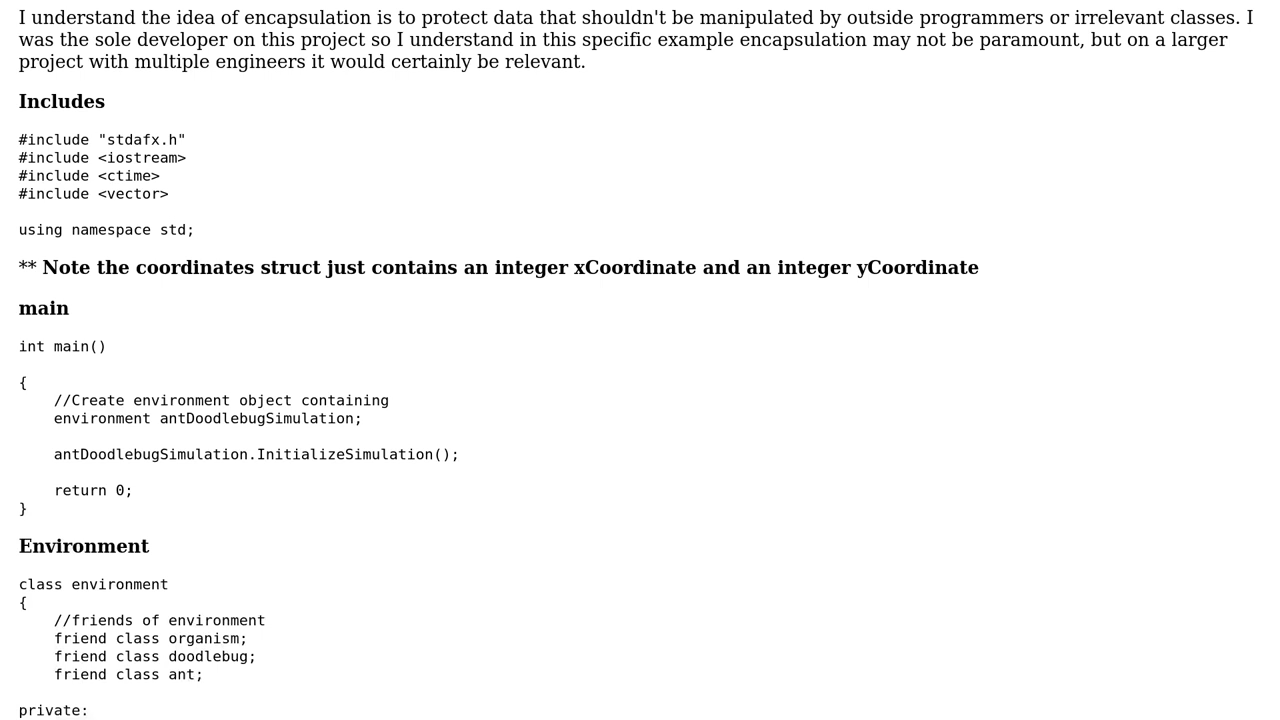 I understand the idea of encapsulation is to protect data that shouldn't be manipulated by outside programmers or irrelevant classes. I
was the sole developer on this project so I understand in this specific example encapsulation may not be paramount, but on a larger
project with multiple engineers it would certainly be relevant.
Includes
#include "stdafx.h"
#include <iostream>
#include <ctime>
#include <vector>
using namespace std;
** Note the coordinates struct just contains an integer xCoordinate and an integer yCoordinate
main
int main()
{
    //Create environment object containing
    environment antDoodlebugSimulation;
    antDoodlebugSimulation.InitializeSimulation();
    return 0;
}
Environment
class environment
{
    //friends of environment
    friend class organism;
    friend class doodlebug;
    friend class ant;
private: